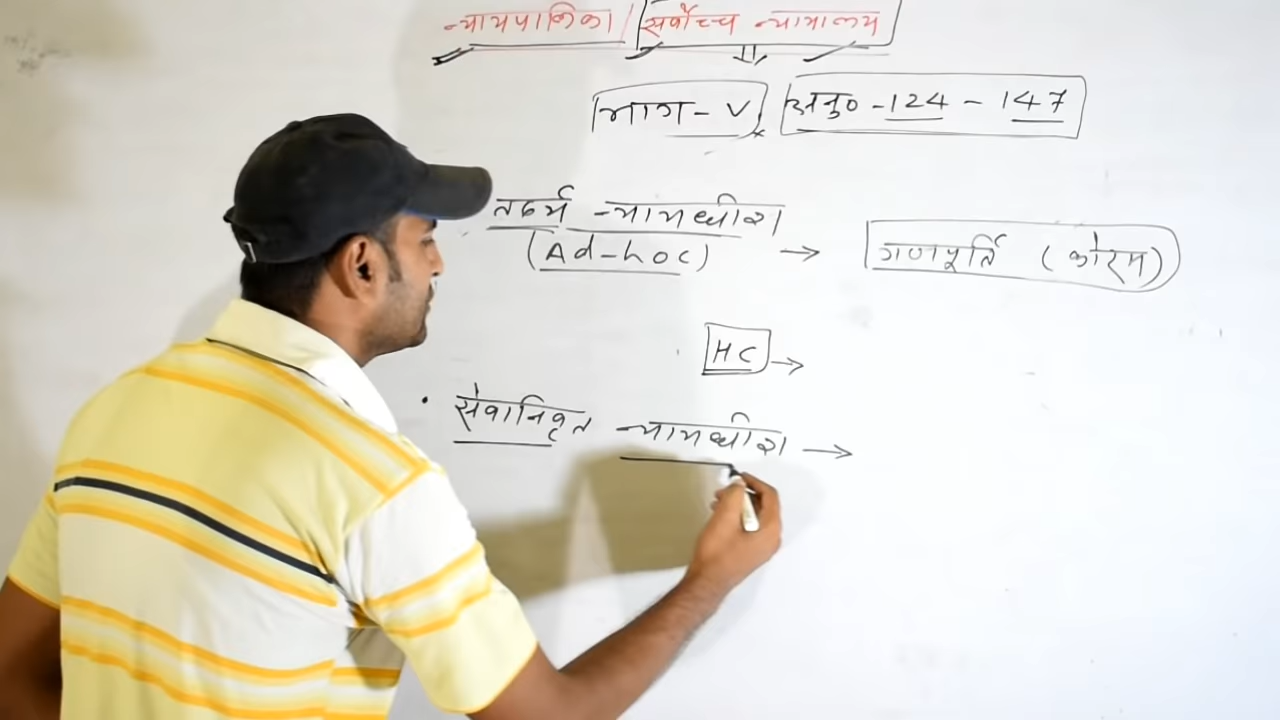 न्यायपालिका / सर्वोच्च न्यायालय
भाग - V, अनु० - 124 - 147
तदर्थ न्यायधीश
(Ad-hoc) → गणपूर्ति (कोरम)
HC →
• सेवानिवृत न्यायधीश →